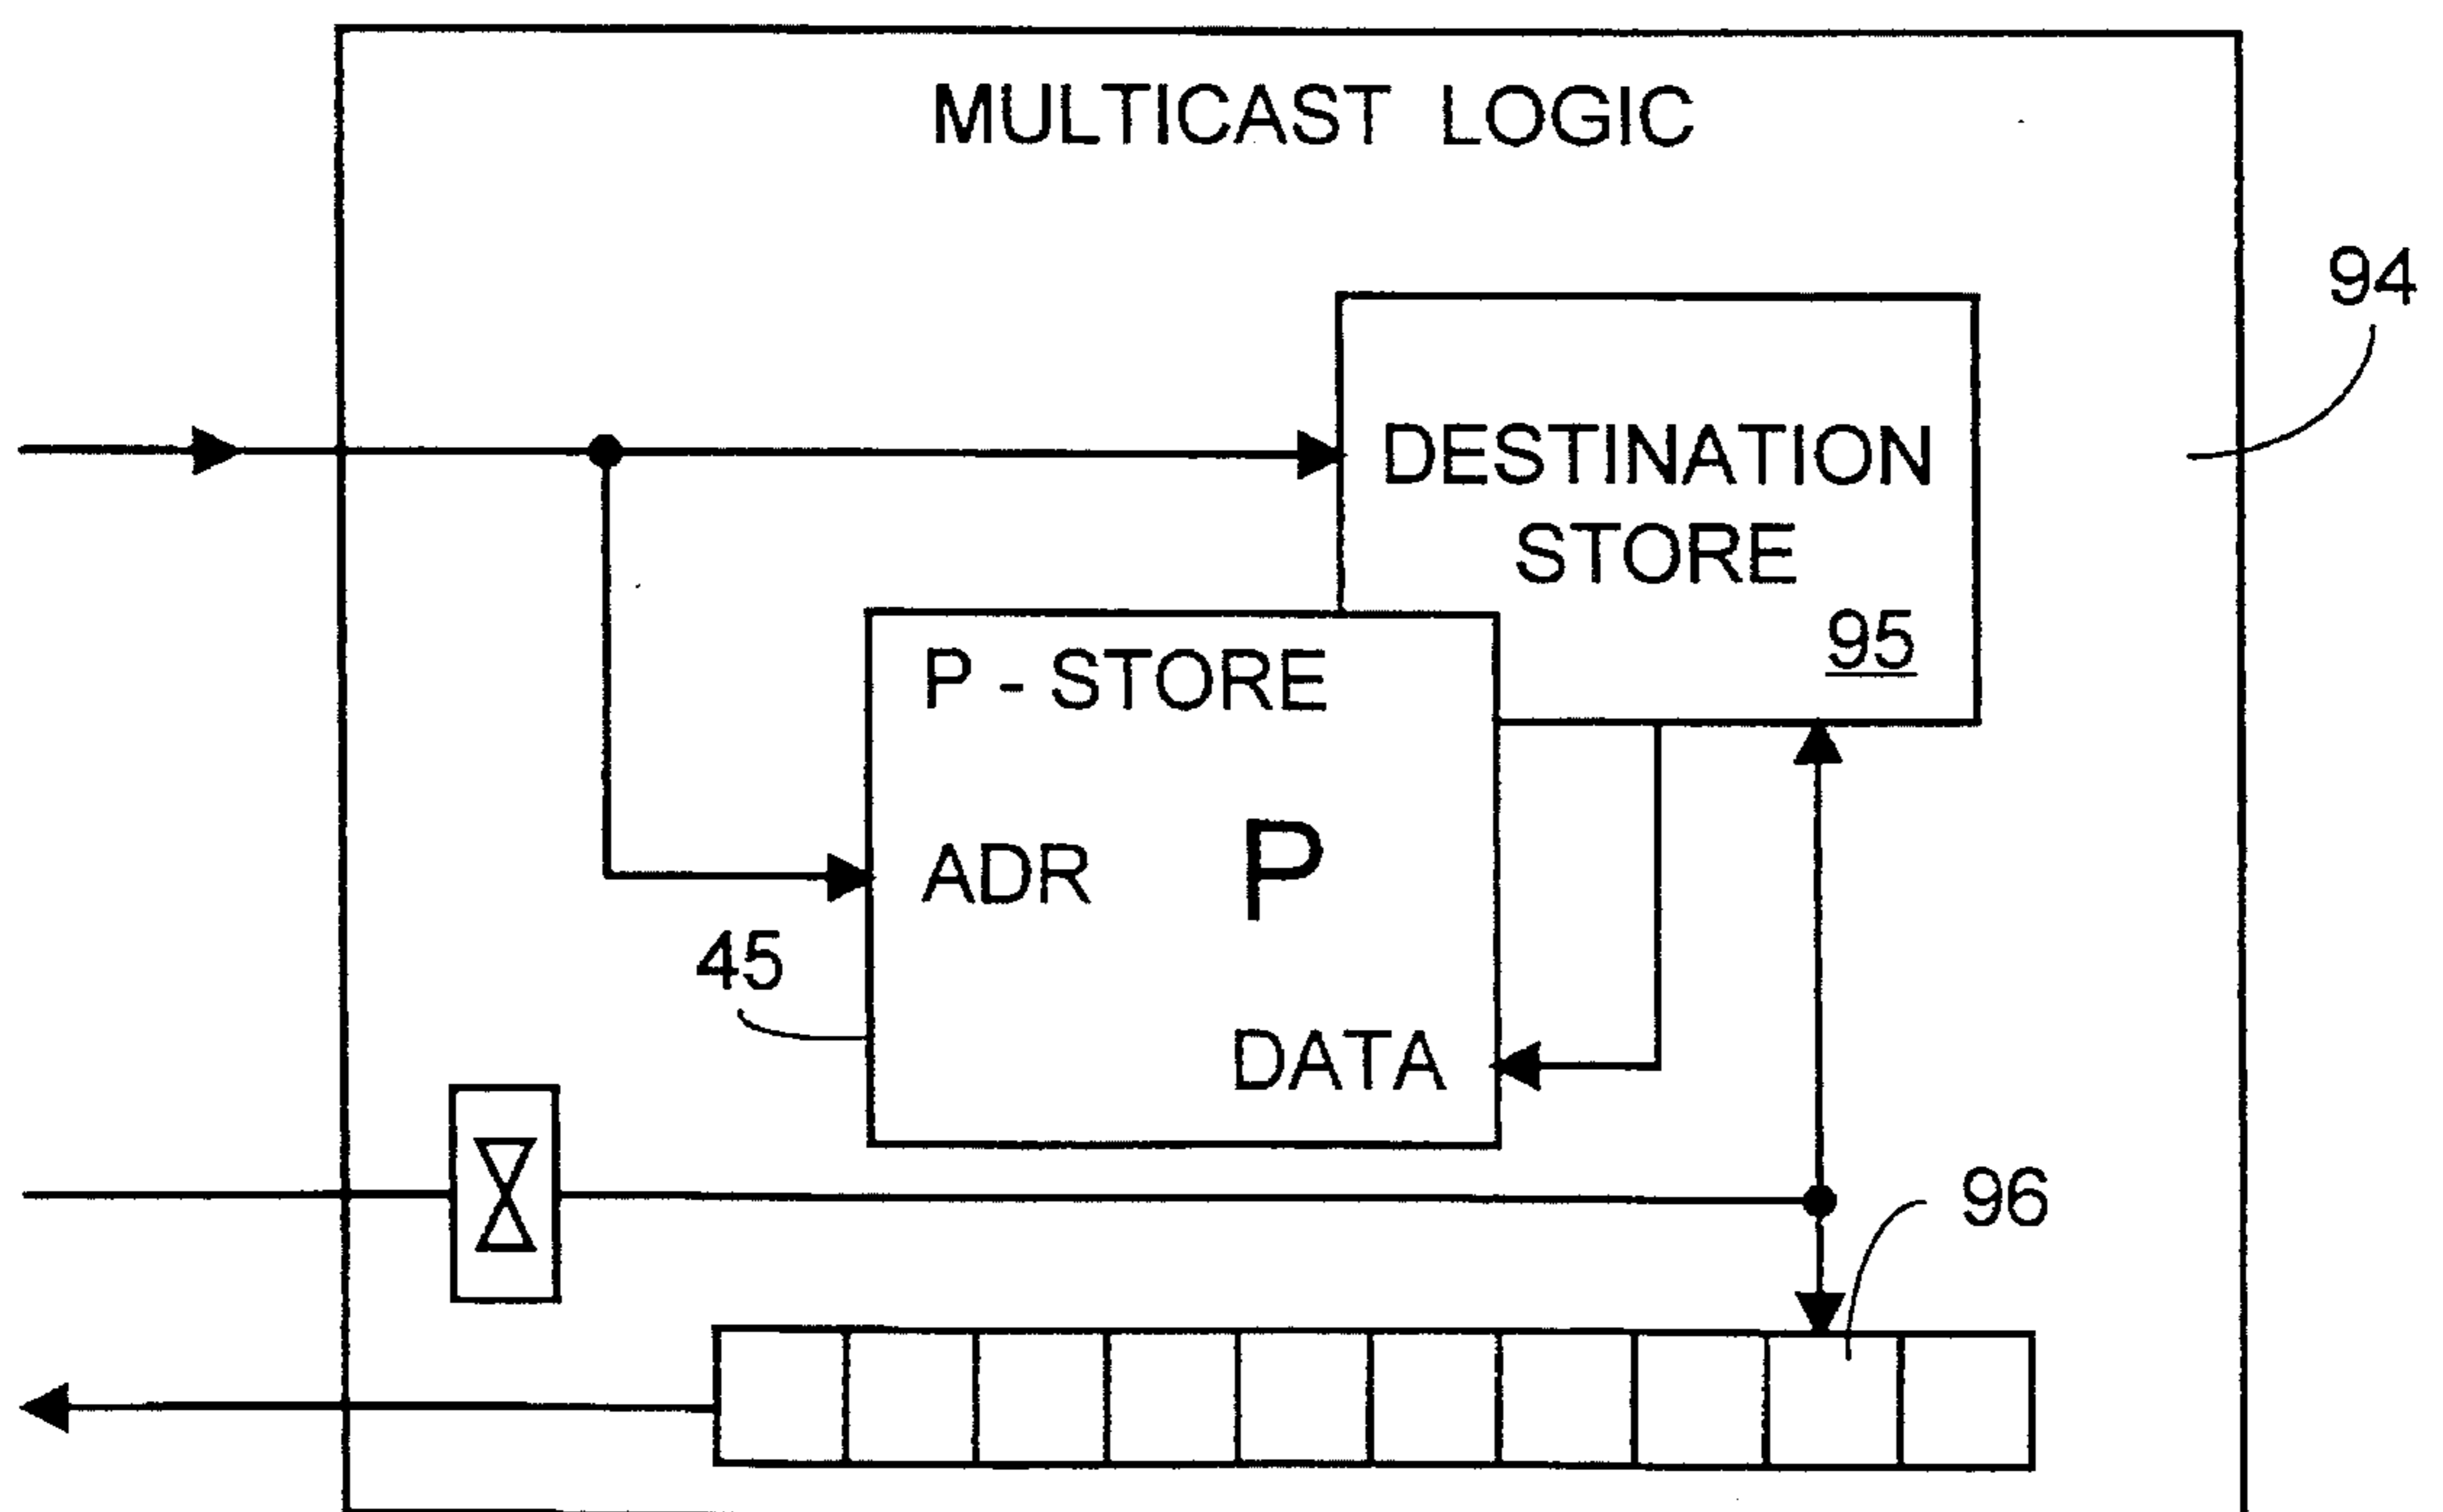 MULTICAST LOGIC
94
DESTINATION
STORE
95
P - STORE
ADR
P
45
DATA
96